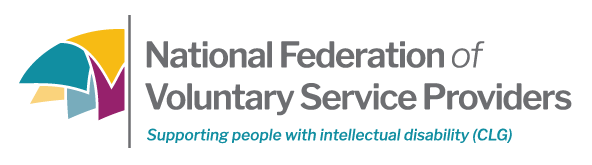 National Federation of
Voluntary Service Providers
Supporting people with intellectual disability (CLG)